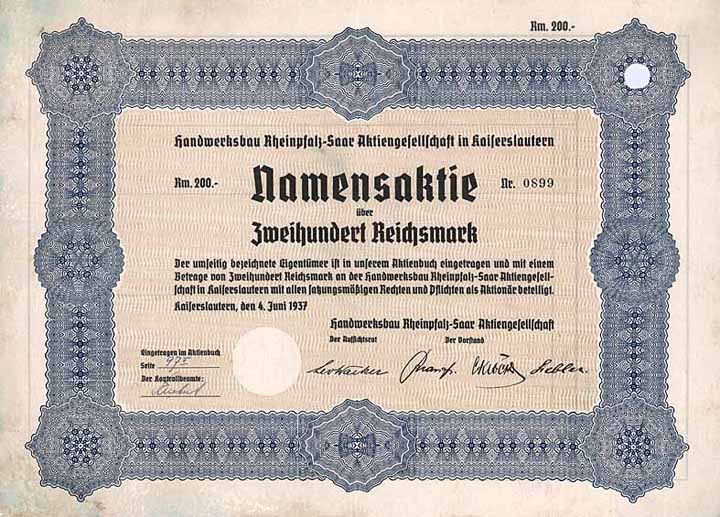 Rm. 200.-
Handwerksbau Rheinpfalz-Saar Aktiengesellschaft in Kaiserslautern
Rm. 200.- Namensaktie Nr. 0899
über
Zweihundert Reichsmark
Der umseitig bezeichnete Eigentümer ist in unserem Aktienbuch eingetragen und mit einem
Betrage von Zweihundert Reichsmark an der Handwerksbau Rheinpfalz-Saar Aktiengesell-
schaft in Kaiserslautern mit allen satzungsmäßigen Rechten und Pflichten als Aktionär beteiligt.
Kaiserslautern, den 4. Juni 1937
Handwerksbau Rheinpfalz-Saar Aktiengesellschaft
Der Aufsichtsrat Der Vorstand
Eingetragen im Aktienbuch
Seite 975
Der Kontrollbeamte: